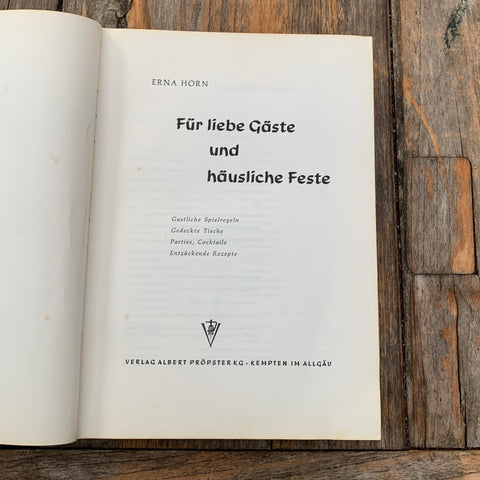 ERNA HORN
Für liebe Gäste
und
häusliche Feste
Gastliche Spielregeln
Gedeckte Tische
Parties, Cocktails
Entzückende Rezepte
VERLAG ALBERT PRÖPSTER KG - KEMPTEN IM ALLGÄU